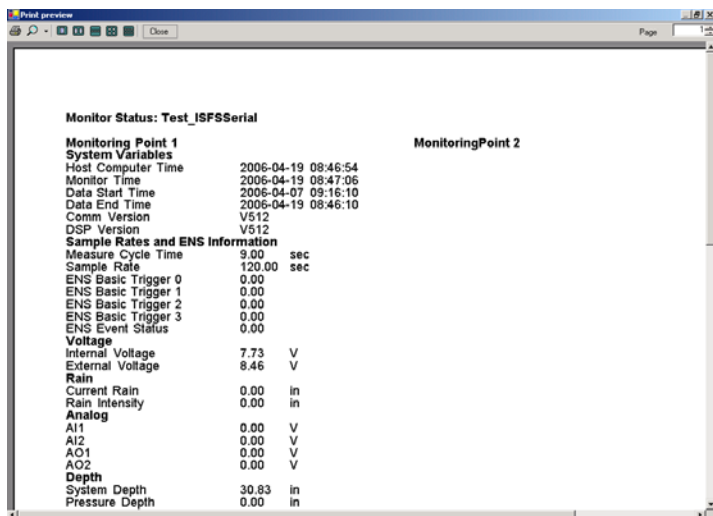 Print preview
Close
Page 1
Monitor Status: Test_ISFSSerial
Monitoring Point 1 MonitoringPoint 2
System Variables
Host Computer Time 2006-04-19 08:46:54
Monitor Time 2006-04-19 08:47:06
Data Start Time 2006-04-07 09:16:10
Data End Time 2006-04-19 08:46:10
Comm Version V512
DSP Version V512
Sample Rates and ENS Information
Measure Cycle Time 9.00 sec
Sample Rate 120.00 sec
ENS Basic Trigger 0 0.00
ENS Basic Trigger 1 0.00
ENS Basic Trigger 2 0.00
ENS Basic Trigger 3 0.00
ENS Event Status 0.00
Voltage
Internal Voltage 7.73 V
External Voltage 8.46 V
Rain
Current Rain 0.00 in
Rain Intensity 0.00 in
Analog
AI1 0.00 V
AI2 0.00 V
AO1 0.00 V
AO2 0.00 V
Depth
System Depth 30.83 in
Pressure Depth 0.00 in